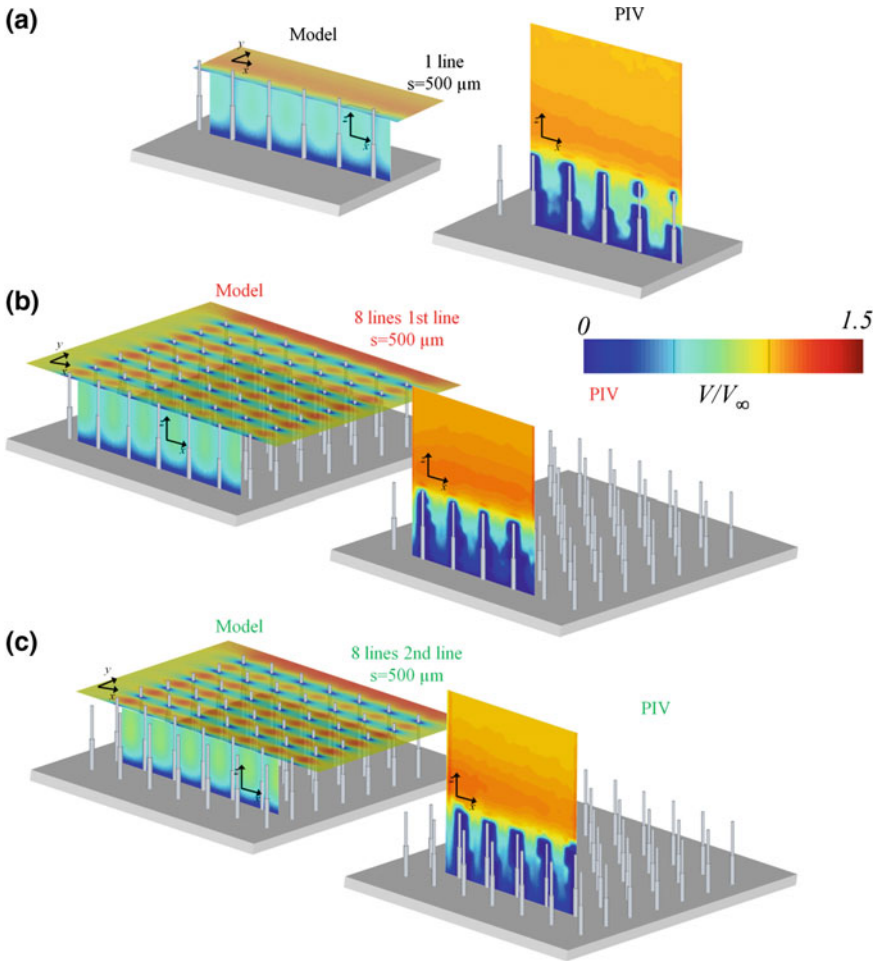 (a)
Model
PIV
1 line
s=500 µm
y
x
z
x
z
x
(b)
Model
8 lines 1st line
s=500 µm
0
1.5
PIV
V/V∞
y
x
z
x
z
x
(c)
Model
8 lines 2nd line
s=500 µm
PIV
y
x
z
x
z
x